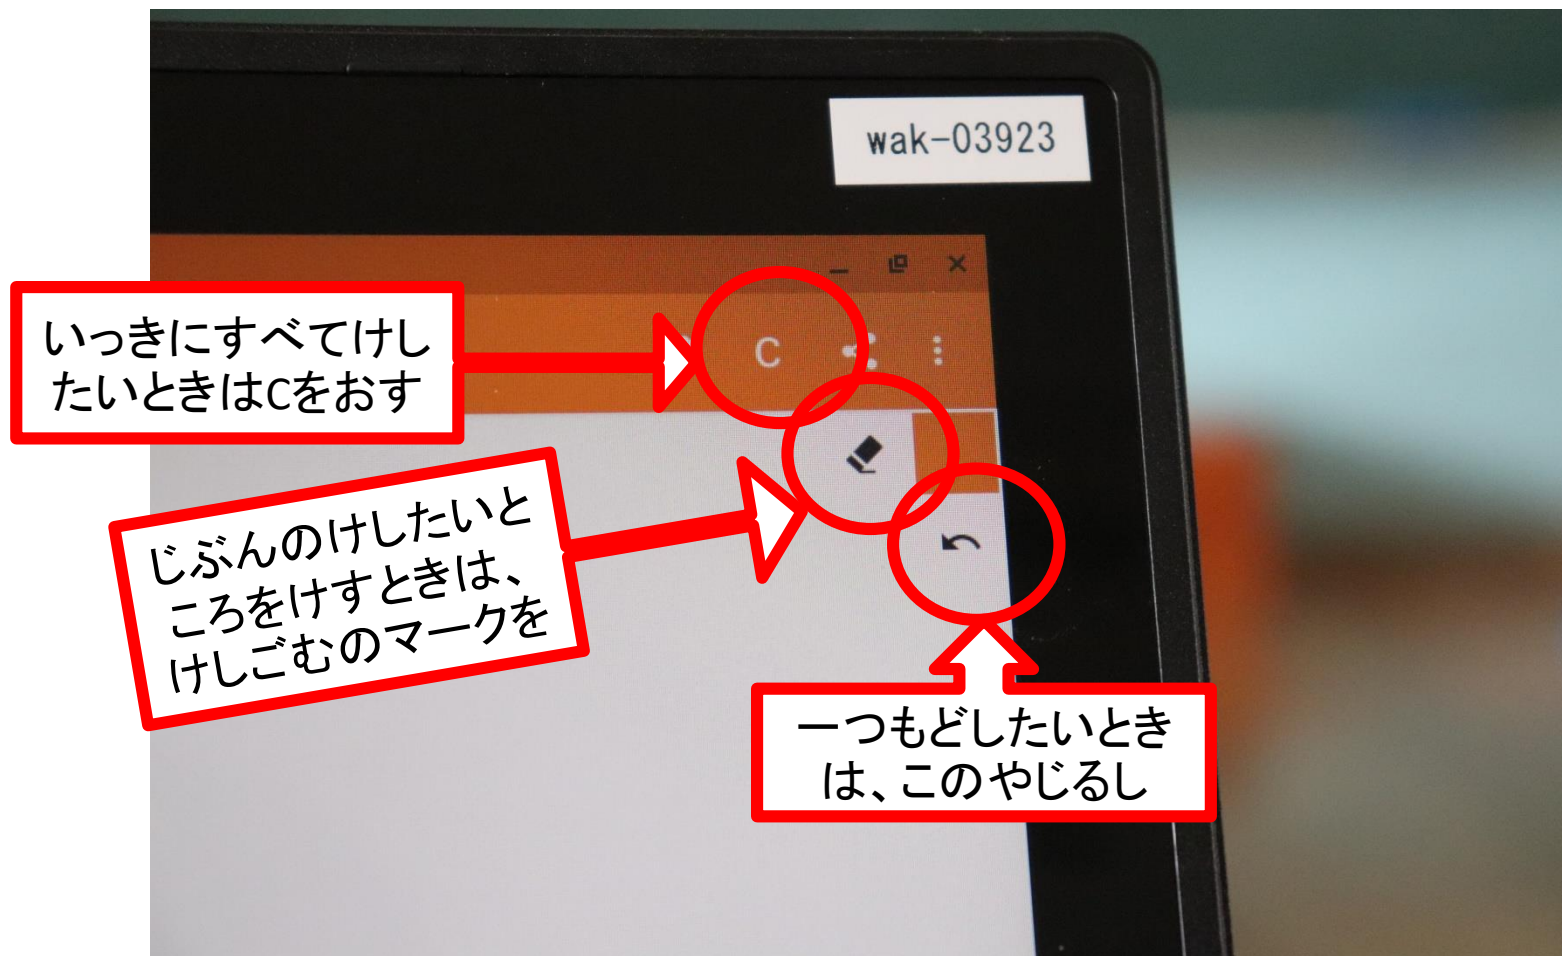 wak-03923
いっきにすべてけし
たいときはCをおす
C
じぶんのけしたいと
ころをけすときは、
けしごむのマークを
一つもどしたいとき
は、このやじるし